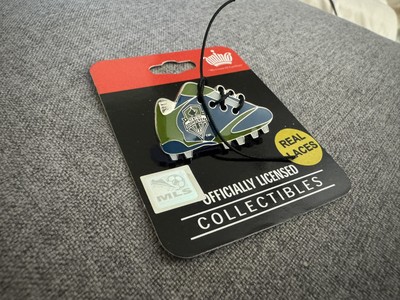 REAL
LACES
MLS
OFFICIALLY LICENSED
COLLECTIBLES